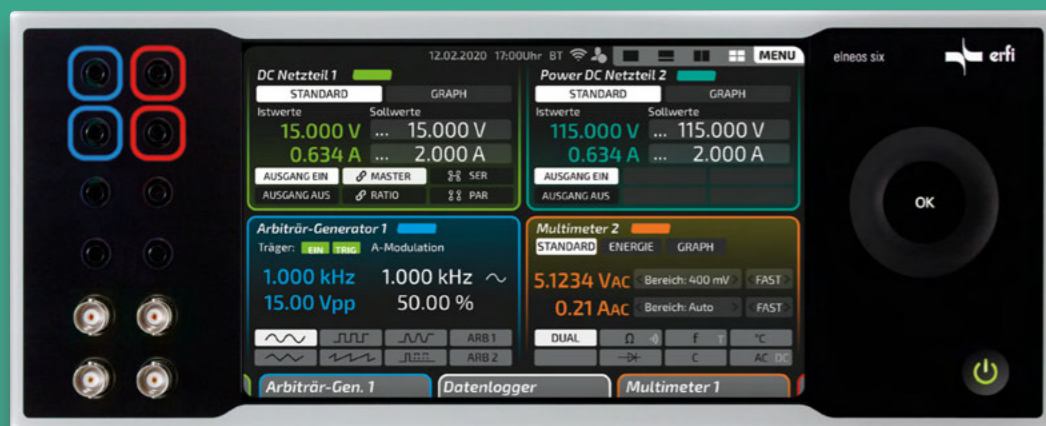 12.02.2020 17:00Uhr BT MENU
elneos six erfi
DC Netzteil 1
STANDARD GRAPH
Istwerte Sollwerte
15.000 V ... 15.000 V
0.634 A ... 2.000 A
AUSGANG EIN MASTER SER
AUSGANG AUS RATIO PAR
Power DC Netzteil 2
STANDARD GRAPH
Istwerte Sollwerte
115.000 V ... 115.000 V
0.634 A ... 2.000 A
AUSGANG EIN
AUSGANG AUS
OK
Arbiträr-Generator 1
Träger: EIN TRIG A-Modulation
1.000 kHz 1.000 kHz
15.00 Vpp 50.00 %
ARB 1
ARB 2
Multimeter 2
STANDARD ENERGIE GRAPH
5.1234 VAC <Bereich: 400 mV> <FAST>
0.21 AAC <Bereich: Auto> <FAST>
DUAL Ω f T °C
C AC DC
Arbiträr-Gen. 1 Datenlogger Multimeter 1